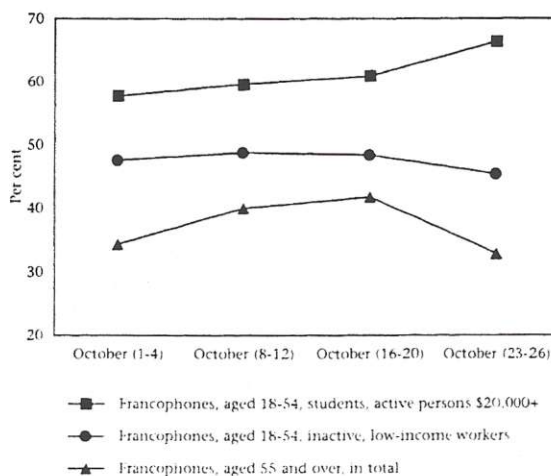 70
60
50
40
30
20
Per cent
October (1-4) October (8-12) October (16-20) October (23-26)
Francophones, aged 18-54, students, active persons $20,000+
Francophones, aged 18-54, inactive, low-income workers
Francophones, aged 55 and over, in total